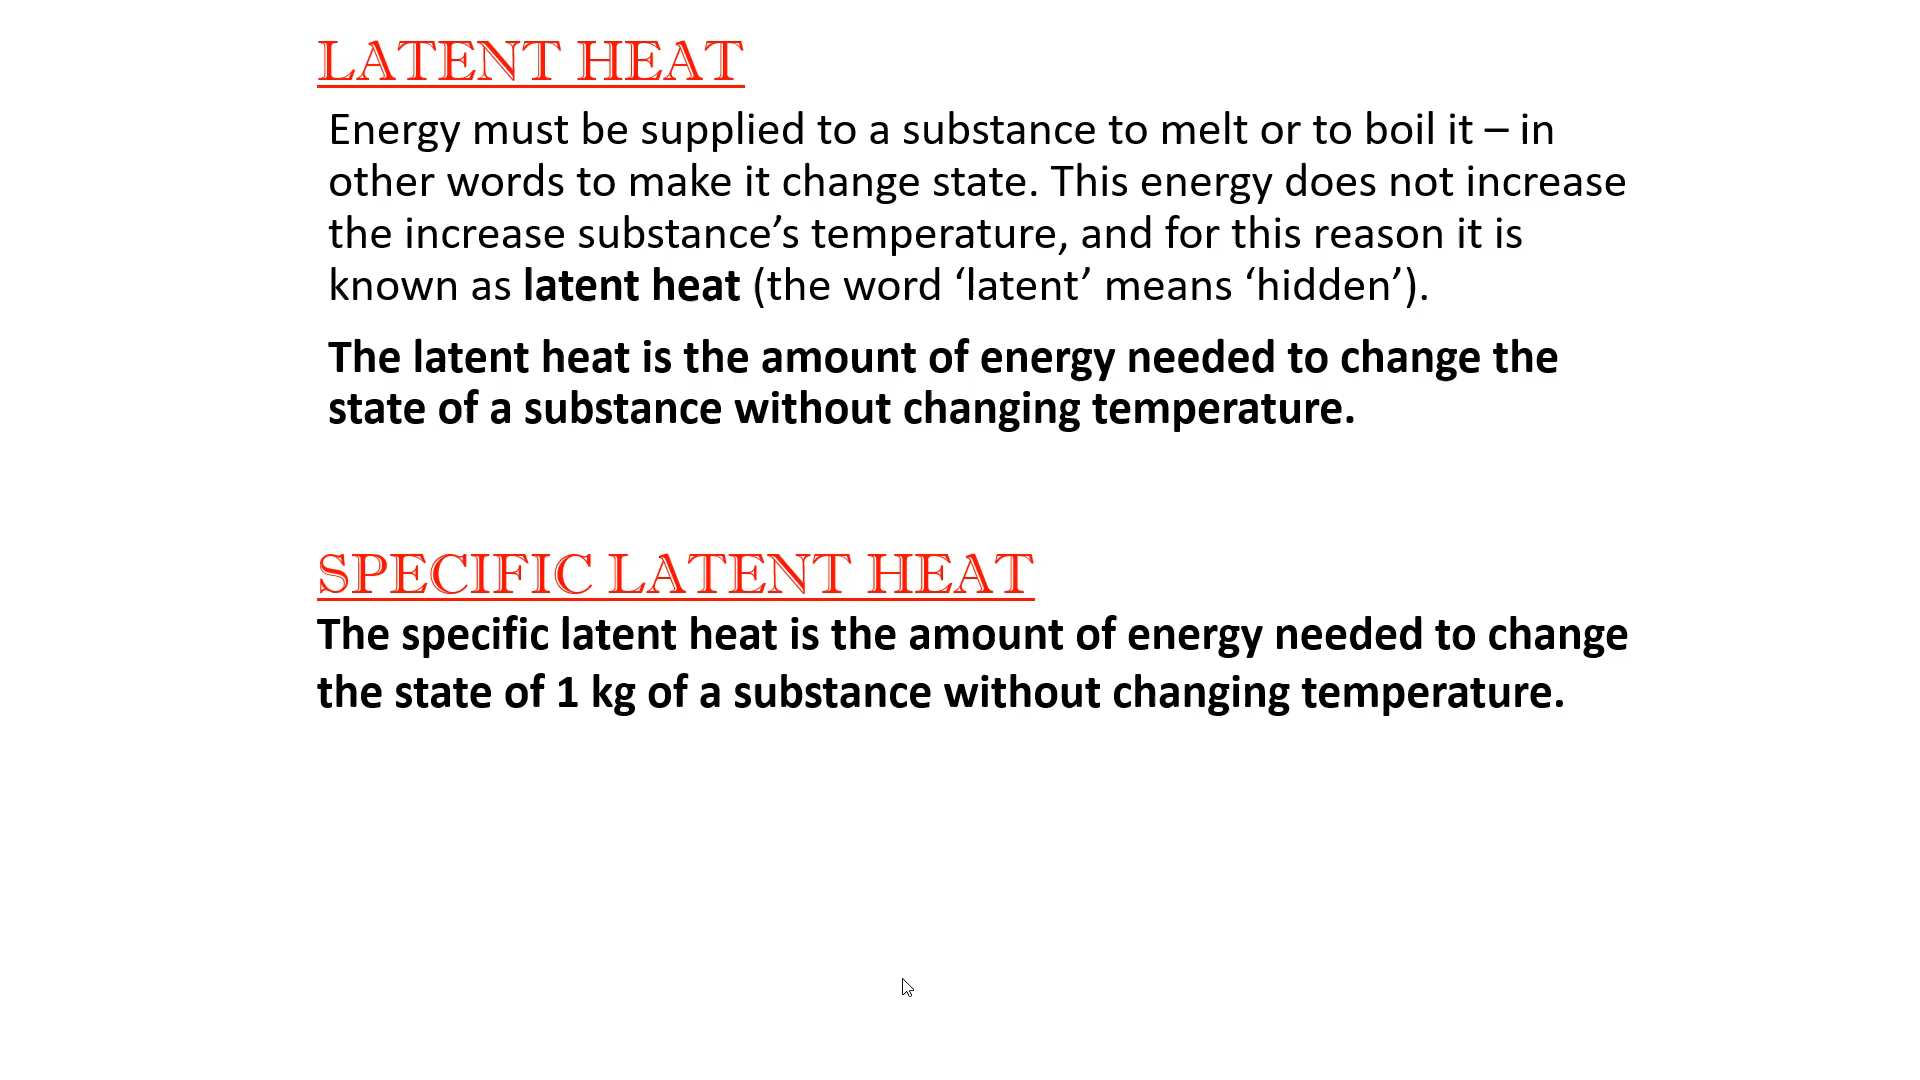 LATENT HEAT
Energy must be supplied to a substance to melt or to boil it – in
other words to make it change state. This energy does not increase
the increase substance’s temperature, and for this reason it is
known as latent heat (the word ‘latent’ means ‘hidden’).
The latent heat is the amount of energy needed to change the
state of a substance without changing temperature.
SPECIFIC LATENT HEAT
The specific latent heat is the amount of energy needed to change
the state of 1 kg of a substance without changing temperature.